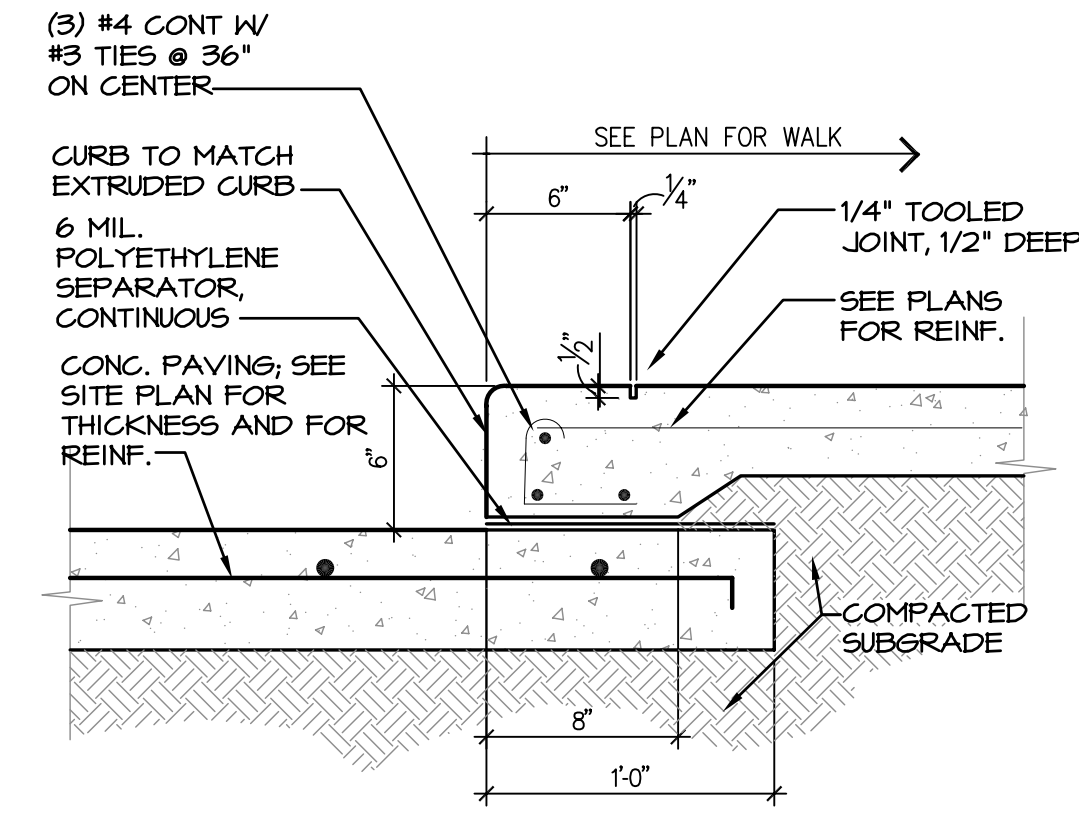 (3) #4 CONT W/
#3 TIES @ 36"
ON CENTER
CURB TO MATCH
EXTRUDED CURB
6 MIL.
POLYETHYLENE
SEPARATOR,
CONTINUOUS
CONC. PAVING; SEE
SITE PLAN FOR
THICKNESS AND FOR
REINF.
SEE PLAN FOR WALK
6"
1/4"
1/4" TOOLED
JOINT, 1/2" DEEP
SEE PLANS
FOR REINF.
1/2"
6"
COMPACTED
SUBGRADE
8"
1'-0"